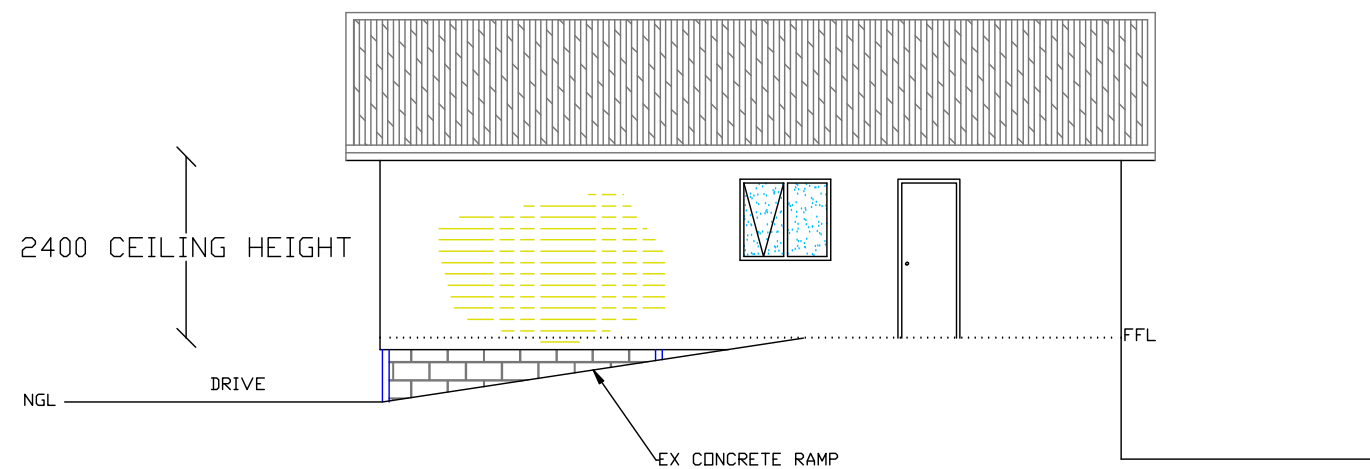 2400 CEILING HEIGHT
FFL
DRIVE
NGL
EX CONCRETE RAMP